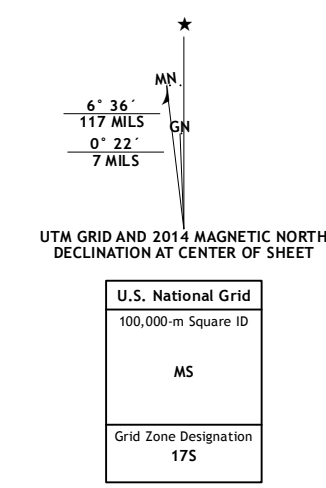 ★
MN
6° 36´
117 MILS
GN
0° 22´
7 MILS
UTM GRID AND 2014 MAGNETIC NORTH
DECLINATION AT CENTER OF SHEET
U.S. National Grid
100,000-m Square ID
MS
Grid Zone Designation
17S